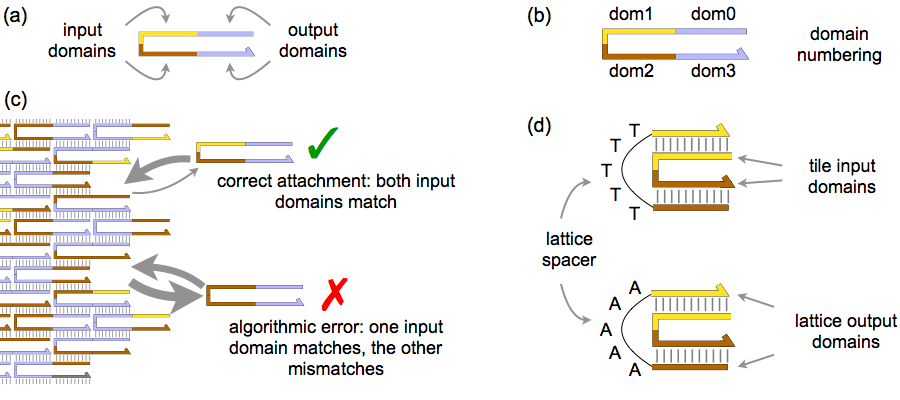 (a)
input
domains
output
domains
(b)
dom1
dom0
dom2
dom3
domain
numbering
(c)
correct attachment: both input
domains match
algorithmic error: one input
domain matches, the other
mismatches
(d)
T
T
T
T
T
tile input
domains
lattice
spacer
A
A
A
A
A
lattice output
domains